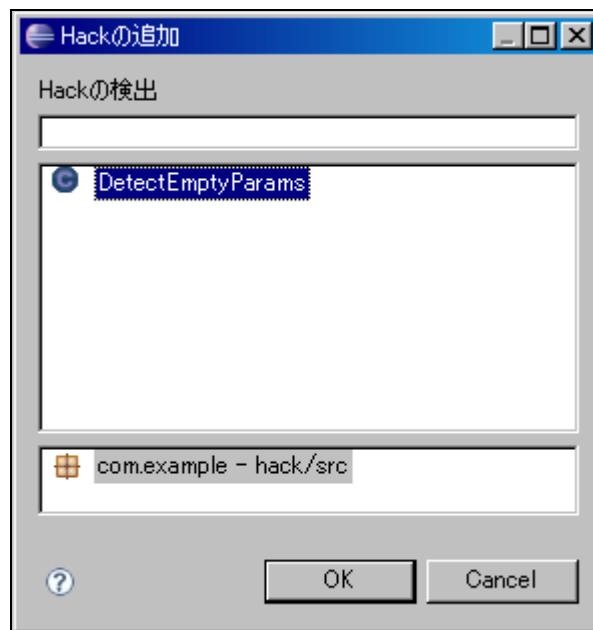 Hackの追加
Hackの検出
DetectEmptyParams
com.example - hack/src
OK
Cancel